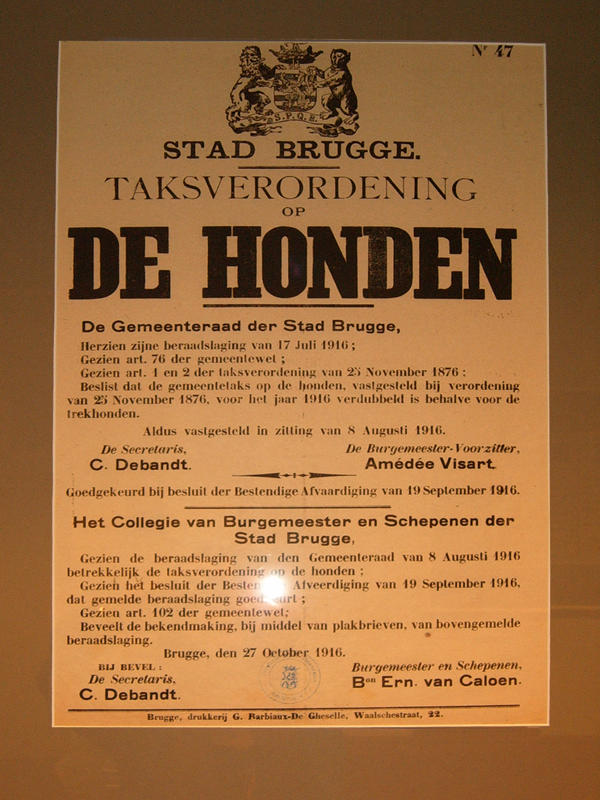 Nr 47
S.P.Q.B.
STAD BRUGGE.
TAKSVERORDENING
OP
DE HONDEN
De Gemeenteraad der Stad Brugge,
Herzien zijne beraadslaging van 17 Juli 1916 ;
Gezien art. 76 der gemeentewet ;
Gezien art. 1 en 2 der taksverordening van 25 November 1876 ;
Beslist dat de gemeentetaks op de honden, vastgesteld bij verordening
van 25 November 1876, voor het jaar 1916 verdubbeld is behalve voor de
trekhonden.
Aldus vastgesteld in zitting van 8 Augusti 1916.
De Secretaris, De Burgemeester-Voorzitter,
C. Debandt. Amédée Visart.
Goedgekeurd bij besluit der Bestendige Afvaardiging van 19 September 1916.
Het Collegie van Burgemeester en Schepenen der
Stad Brugge,
Gezien de beraadslaging van den Gemeenteraad van 8 Augusti 1916
betrekkelijk de taksverordening op de honden ;
Gezien het besluit der Afveerdiging van 19 September 1916,
dat gemelde beraadslaging ;
Gezien art. 102 der gemeentewet;
Beveelt de bekendmaking, bij middel van plakbrieven, van bovengemelde
beraadslaging.
Brugge, den 27 October 1916.
BIJ BEVEL : Burgemeester en Schepenen,
De Secretaris, Bon Ern. van Caloen.
C. Debandt.
Brugge, drukkerij G. Barbiaux-De Gheselle, Waalschestraat, 22.